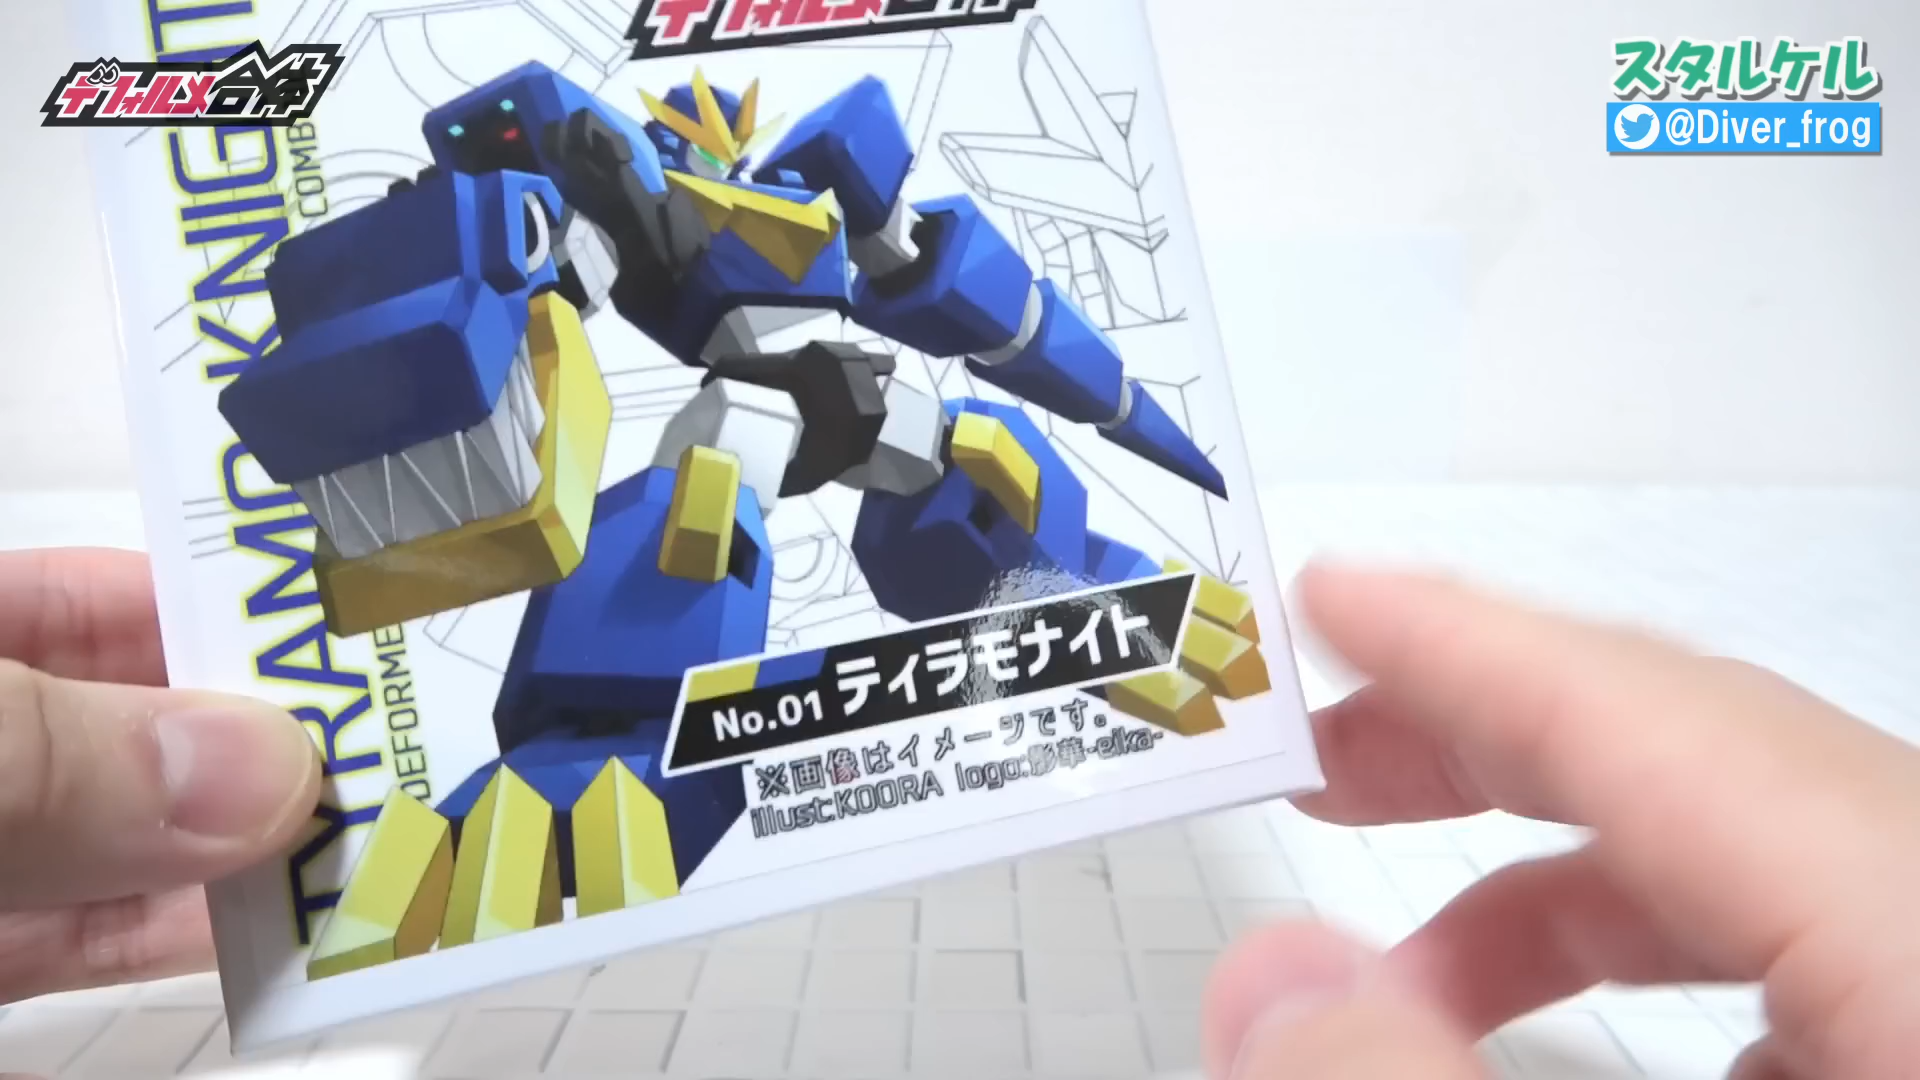 デフォルメ合体
スタルケル
@Diver_frog
TYRAMO KNIGHT
DEFORME
COMB
No.01 ティラモナイト
※画像はイメージです。
illust:KOORA logo:影華-eika-